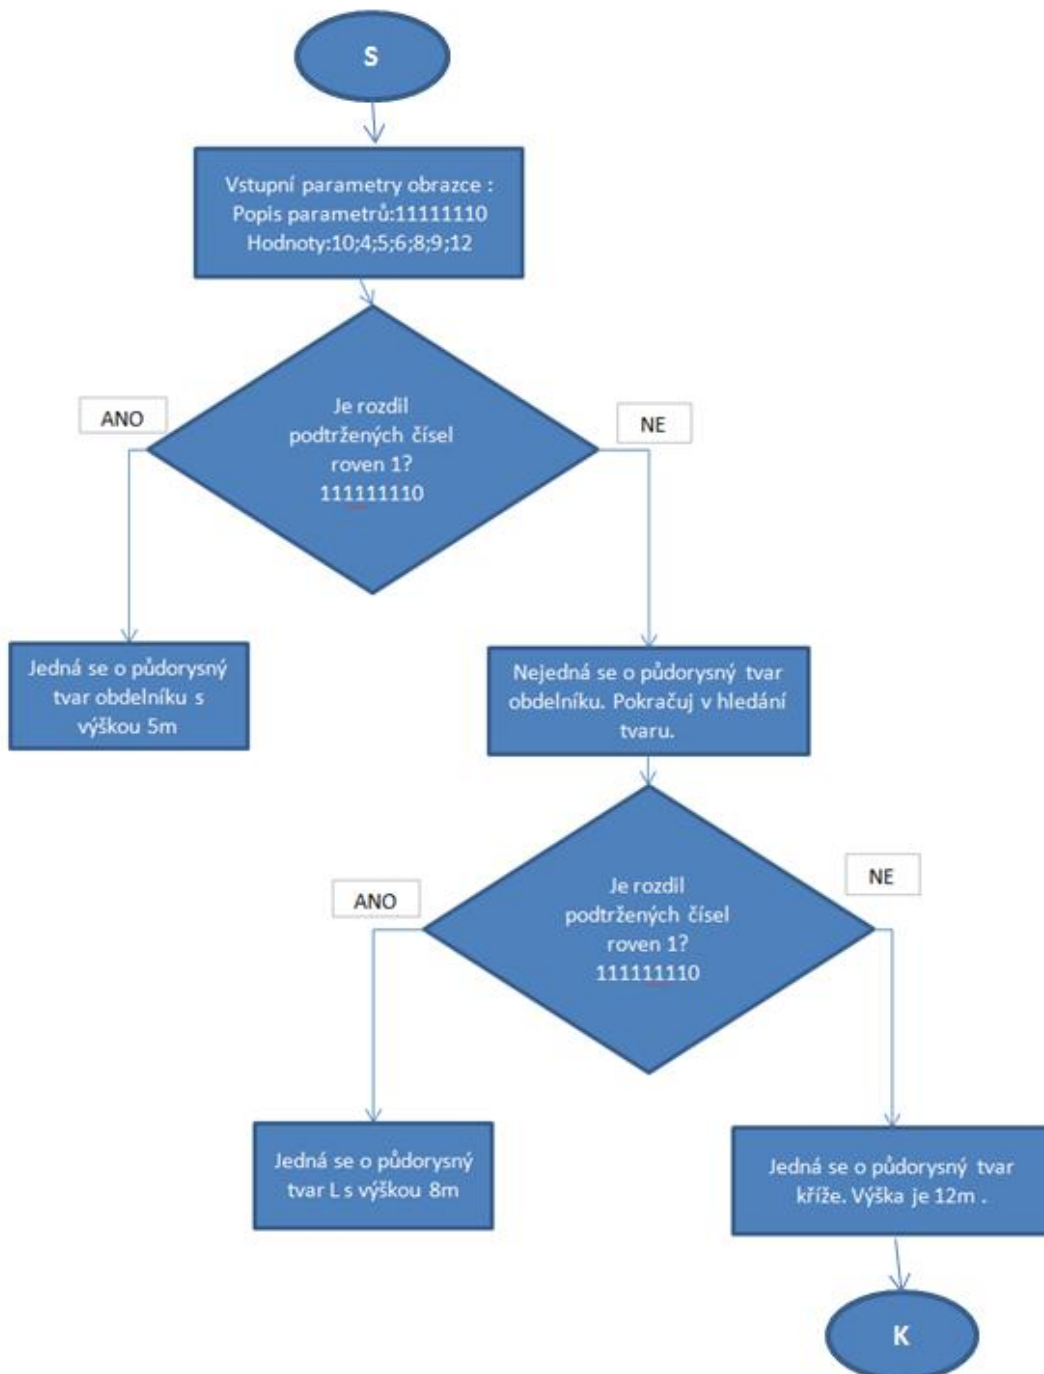 S
Vstupní parametry obrazce :
Popis parametrů:11111110
Hodnoty:10;4;5;6;8;9;12
Je rozdil
podtržených čísel
roven 1?
111111110
ANO
NE
Jedná se o půdorysný
tvar obdelníku s
výškou 5m
Nejedná se o půdorysný tvar
obdelníku. Pokračuj v hledání
tvaru.
Je rozdil
podtržených čísel
roven 1?
111111110
ANO
NE
Jedná se o půdorysný
tvar L s výškou 8m
Jedná se o půdorysný tvar
kříže. Výška je 12m .
K